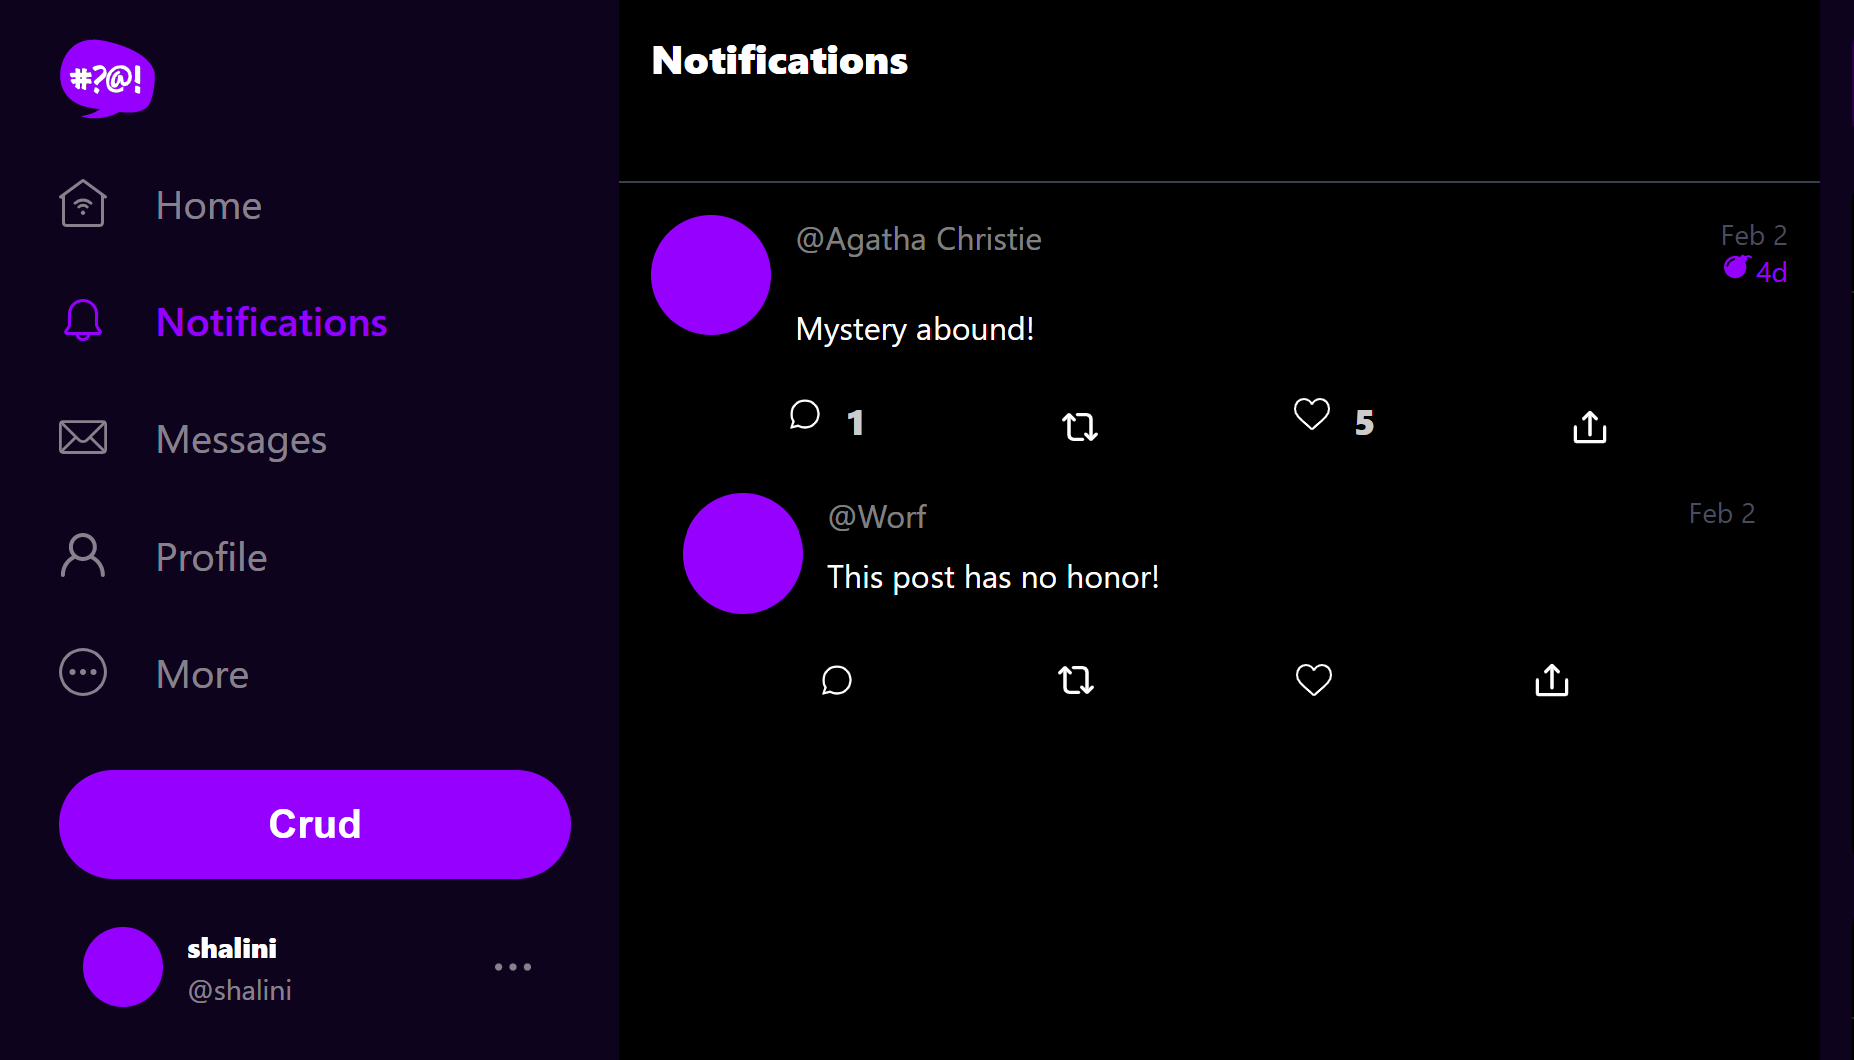 #?@!
Home
Notifications
Messages
Profile
More
Crud
shalini
@shalini
Notifications
@Agatha Christie
Feb 2
4d
Mystery abound!
1
5
@Worf
Feb 2
This post has no honor!